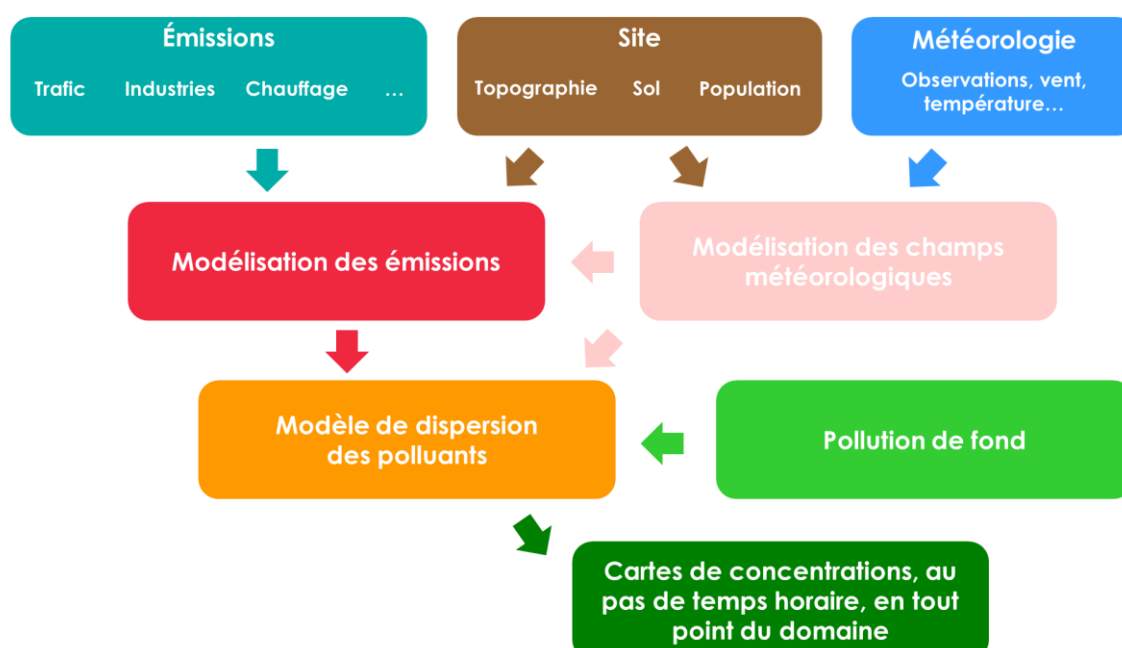 Émissions
Trafic Industries Chauffage ...
Site
Topographie Sol Population
Météorologie
Observations, vent,
température...
Modélisation des émissions
Modélisation des champs
météorologiques
Modèle de dispersion
des polluants
Pollution de fond
Cartes de concentrations, au
pas de temps horaire, en tout
point du domaine